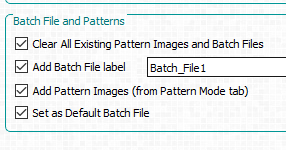 Batch File and Patterns
Clear All Existing Pattern Images and Batch Files
Add Batch File label Batch_File1
Add Pattern Images (from Pattern Mode tab)
Set as Default Batch File